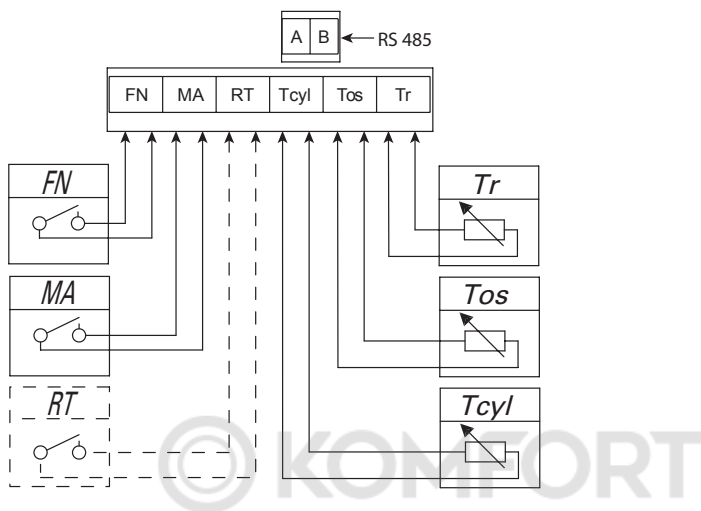 A B RS 485
FN MA RT Tcyl Tos Tr
FN
Tr
MA
Tos
RT
Tcyl
© KOMFORT